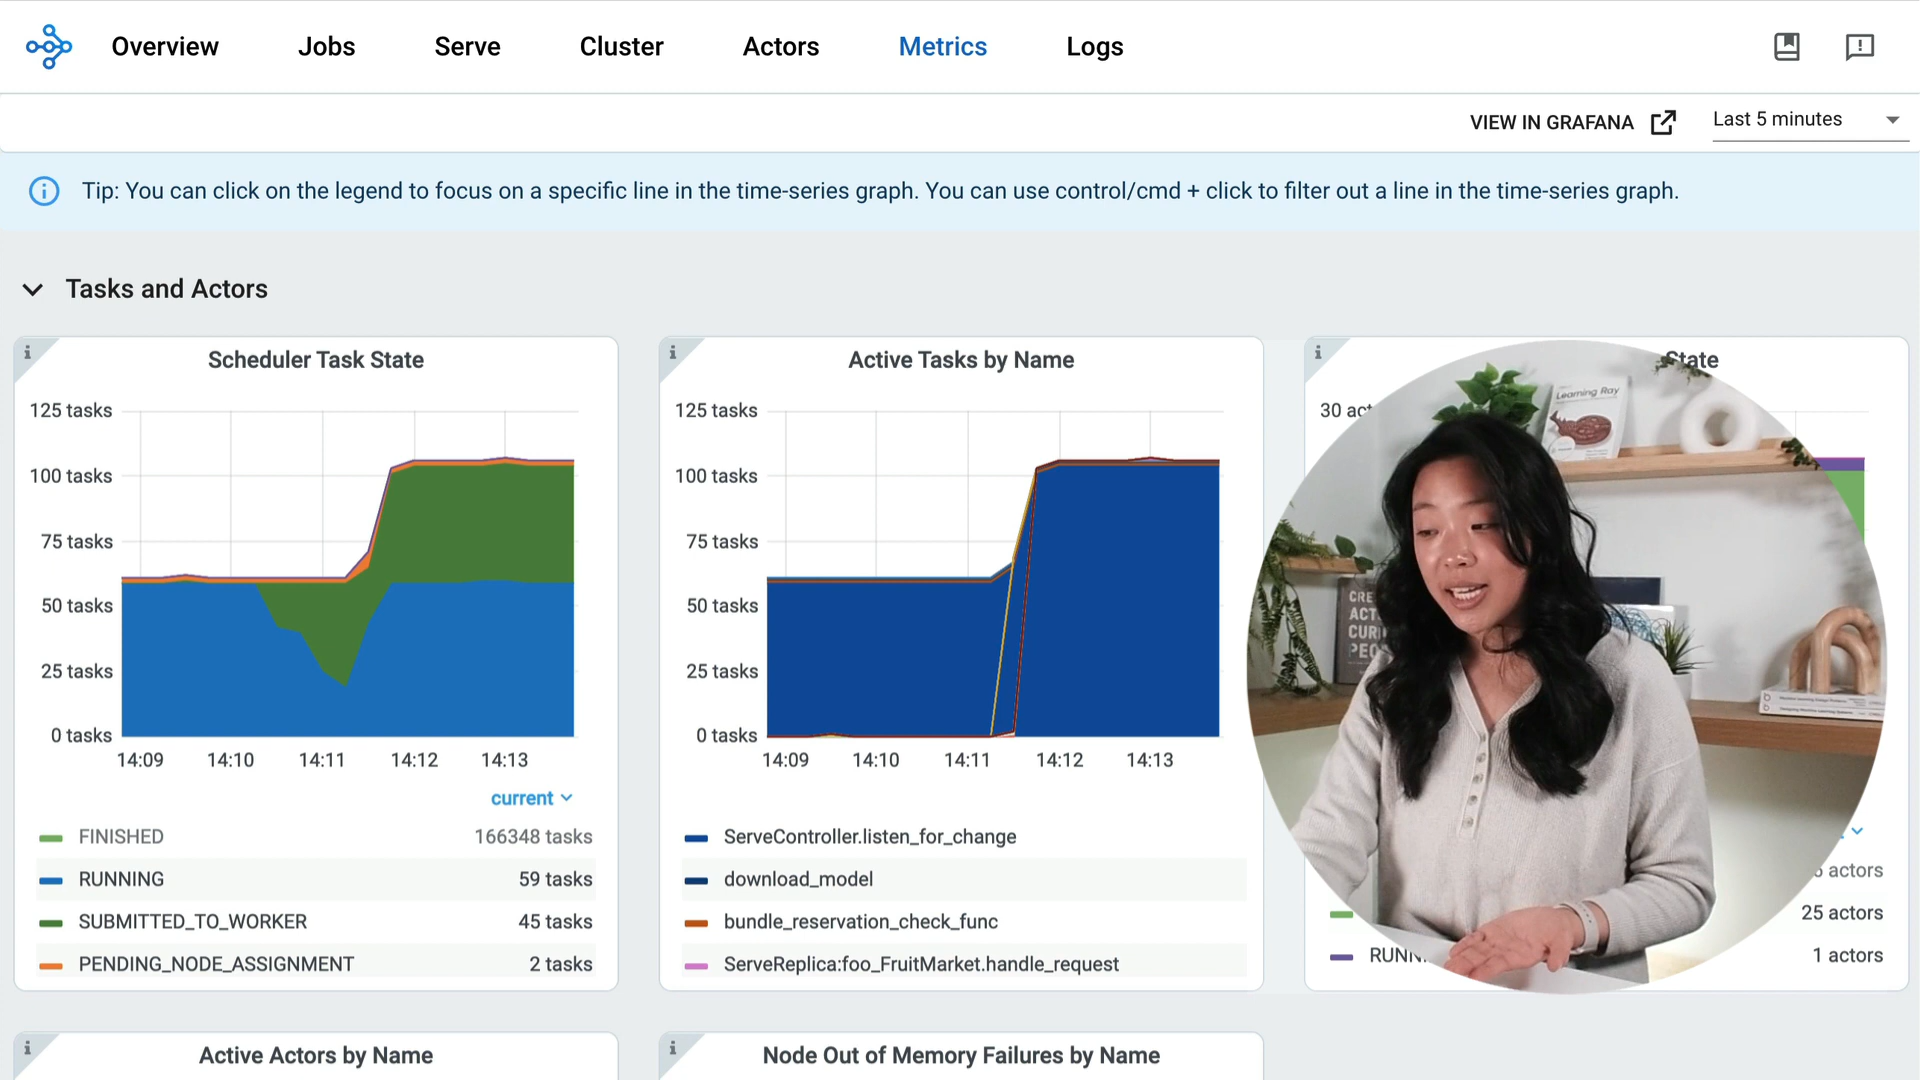 Overview Jobs Serve Cluster Actors Metrics Logs
VIEW IN GRAFANA Last 5 minutes
Tip: You can click on the legend to focus on a specific line in the time-series graph. You can use control/cmd + click to filter out a line in the time-series graph.
Tasks and Actors
Scheduler Task State
125 tasks
100 tasks
75 tasks
50 tasks
25 tasks
0 tasks
14:09 14:10 14:11 14:12 14:13
current
FINISHED 166348 tasks
RUNNING 59 tasks
SUBMITTED_TO_WORKER 45 tasks
PENDING_NODE_ASSIGNMENT 2 tasks
Active Tasks by Name
125 tasks
100 tasks
75 tasks
50 tasks
25 tasks
0 tasks
14:09 14:10 14:11 14:12 14:13
ServeController.listen_for_change
download_model
bundle_reservation_check_func
ServeReplica:foo_FruitMarket.handle_request
State
30 act
Learning Ray
actors
25 actors
RUNN 1 actors
Active Actors by Name
Node Out of Memory Failures by Name